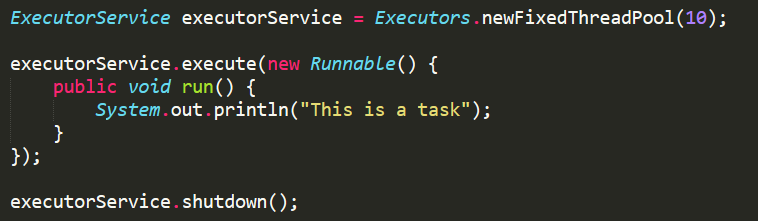 ExecutorService executorService = Executors.newFixedThreadPool(10);
executorService.execute(new Runnable() {
    public void run() {
        System.out.println("This is a task");
    }
});
executorService.shutdown();